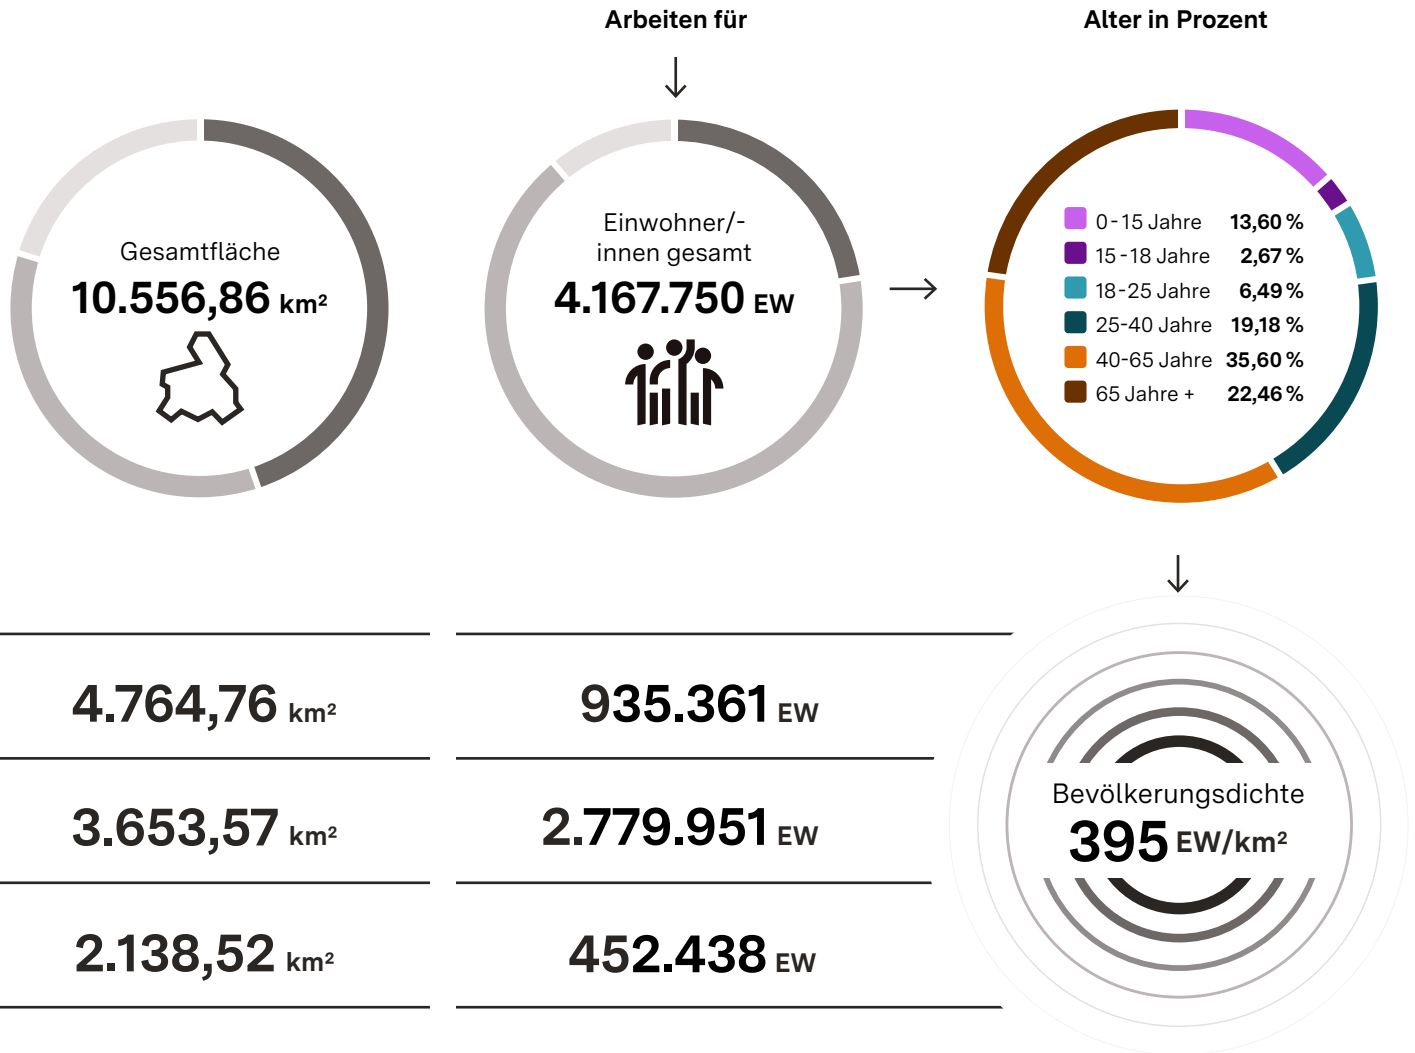 Arbeiten für
Alter in Prozent
Gesamtfläche
10.556,86 km²
Einwohner/-
innen gesamt
4.167.750 EW
0-15 Jahre 13,60 %
15-18 Jahre 2,67 %
18-25 Jahre 6,49 %
25-40 Jahre 19,18 %
40-65 Jahre 35,60 %
65 Jahre + 22,46 %
4.764,76 km²
935.361 EW
3.653,57 km²
2.779.951 EW
2.138,52 km²
452.438 EW
Bevölkerungsdichte
395 EW/km²